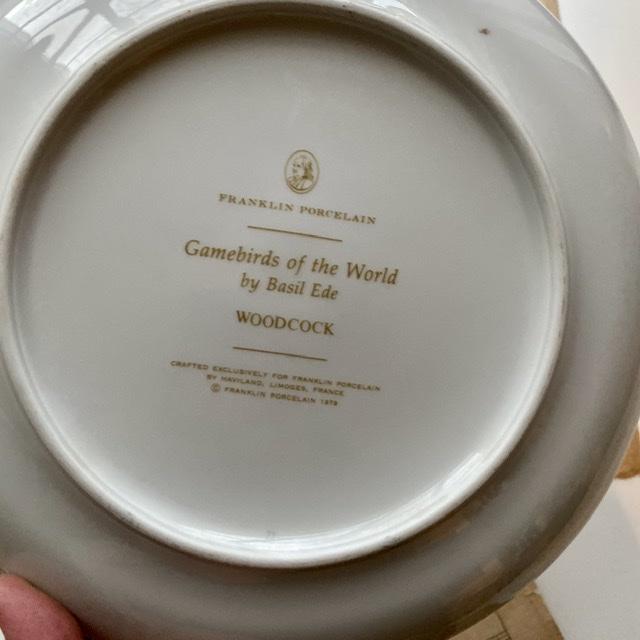 FRANKLIN PORCELAIN
Gamebirds of the World
by Basil Ede
WOODCOCK
CRAFTED EXCLUSIVELY FOR FRANKLIN PORCELAIN
BY HAVILAND, LIMOGES, FRANCE
© FRANKLIN PORCELAIN 1978